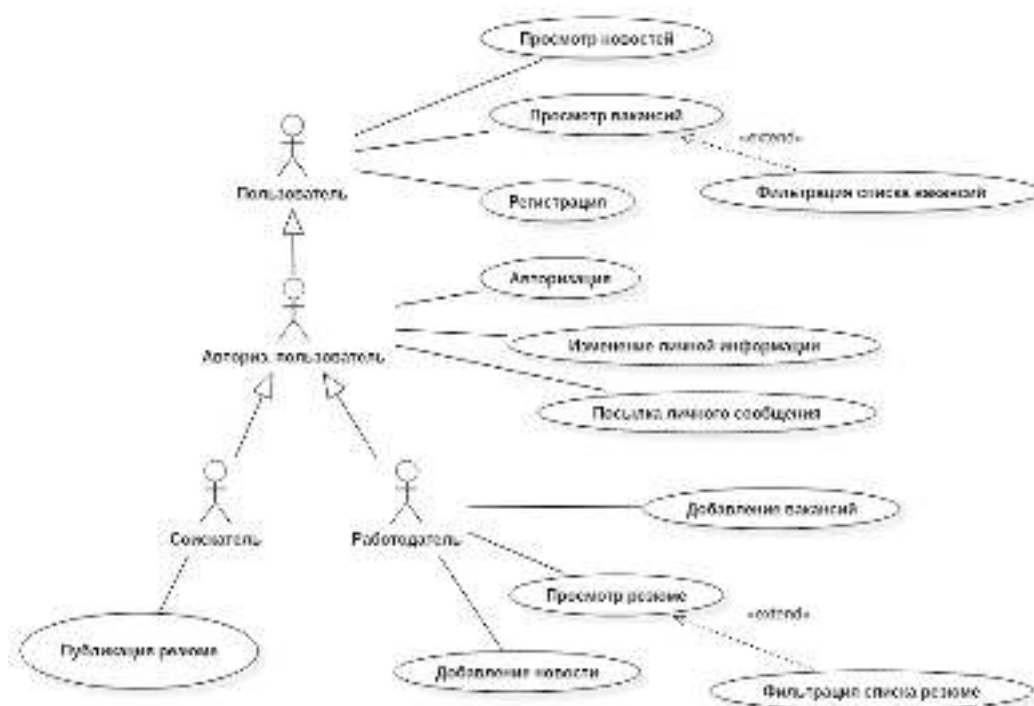 Просмотр новостей
Просмотр вакансий
«extend»
Фильтрация списка вакансий
Пользователь
Регистрация
Авторизация
Изменение личной информации
Авториз. пользователь
Посылка личного сообщения
Добавление вакансий
Соискатель
Работодатель
Просмотр резюме
«extend»
Публикация резюме
Добавление новости
Фильтрация списка резюме